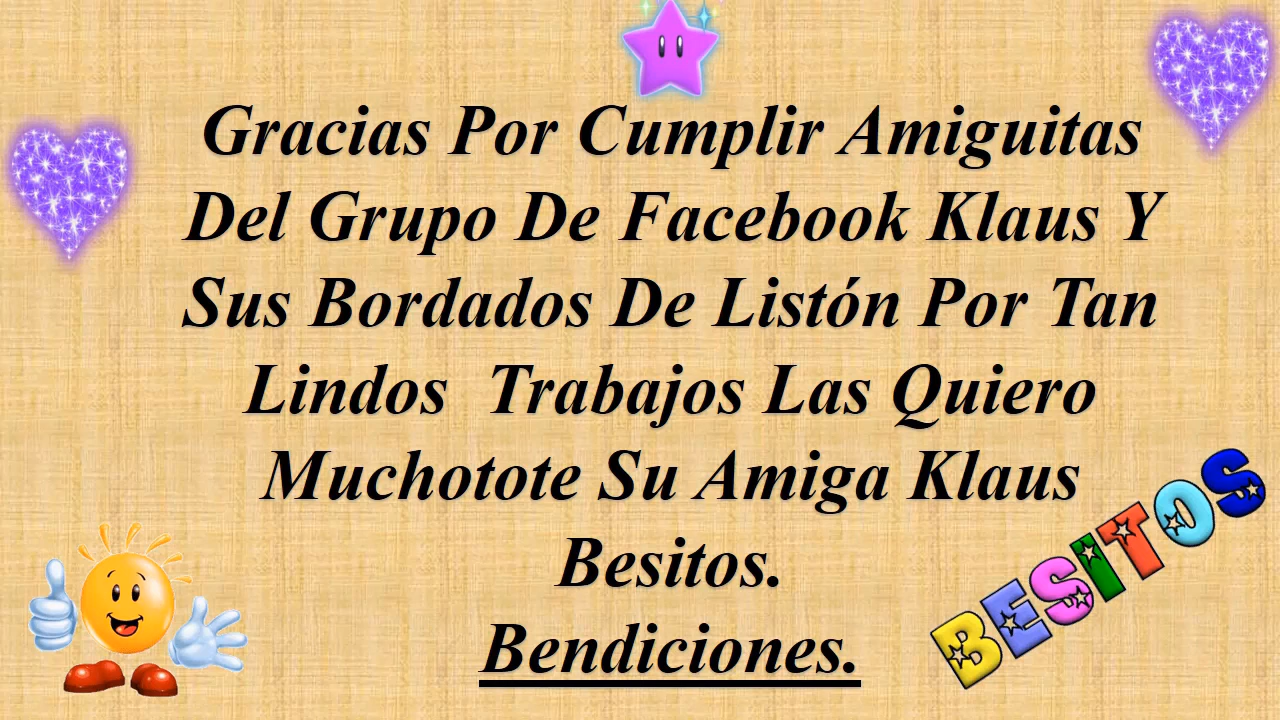 Gracias Por Cumplir Amiguitas
Del Grupo De Facebook Klaus Y
Sus Bordados De Listón Por Tan
Lindos  Trabajos Las Quiero
Muchotote Su Amiga Klaus
Besitos.
Bendiciones.
BESITOS